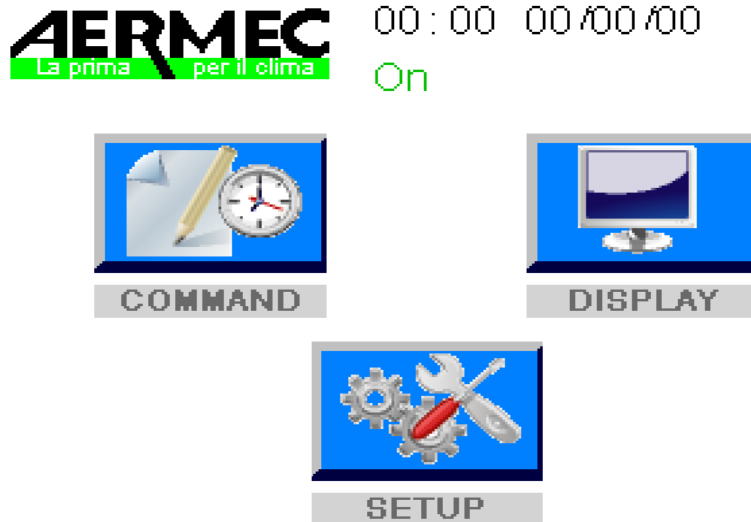 AERMEC
La prima per il clima
00:00 00/00/00
On
COMMAND
DISPLAY
SETUP